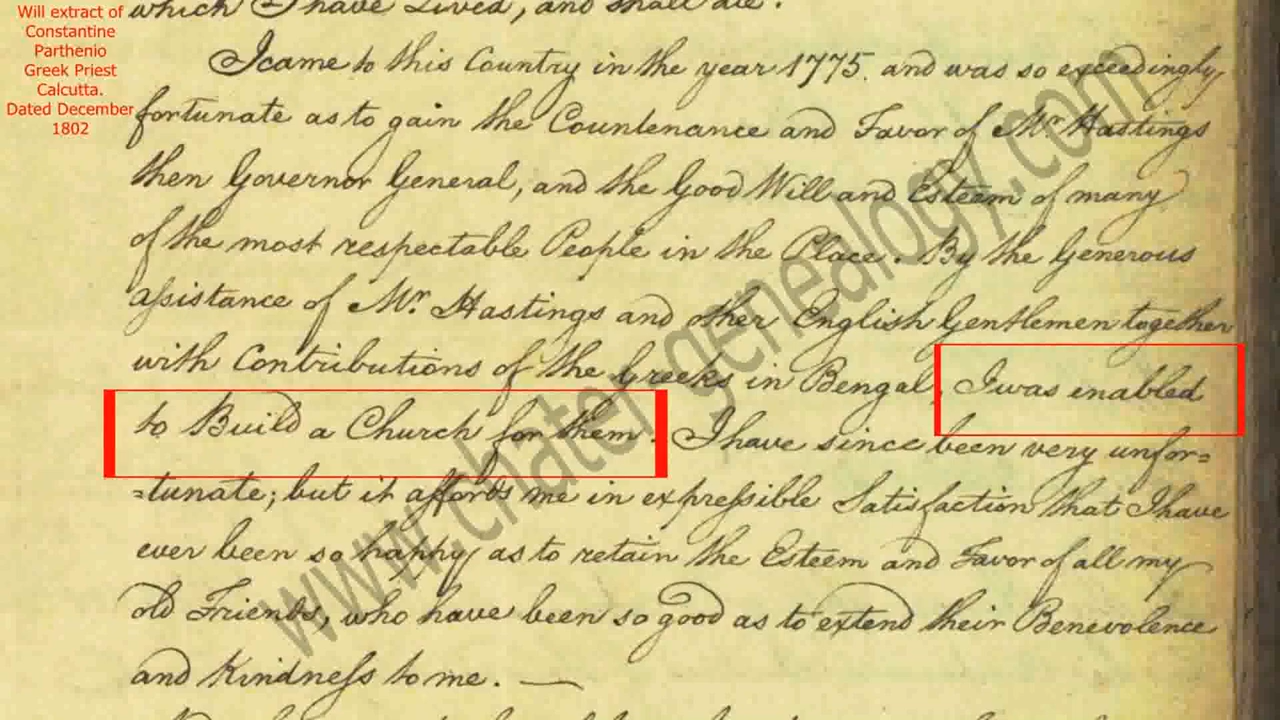 Will extract of
Constantine
Parthenio
Greek Priest
Calcutta.
Dated December
1802
which I have Lived, and shall die.
I came to this Country in the year 1775. and was so exceedingly
fortunate as to gain the Countenance and Favor of Mr. Hastings
then Governor General, and the Good Will and Esteem of many
of the most respectable People in the Place. By the Generous
assistance of Mr. Hastings and other English Gentlemen together
with Contributions of the Greeks in Bengal, I was enabled
to Build a Church for them. I have since been very unfor=
=tunate; but it affords me in expressible Satisfaction that I have
ever been so happy as to retain the Esteem and Favor of all my
old Friends, who have been so good as to extend their Benevolence
and Kindness to me. —
www.chater-genealogy.com